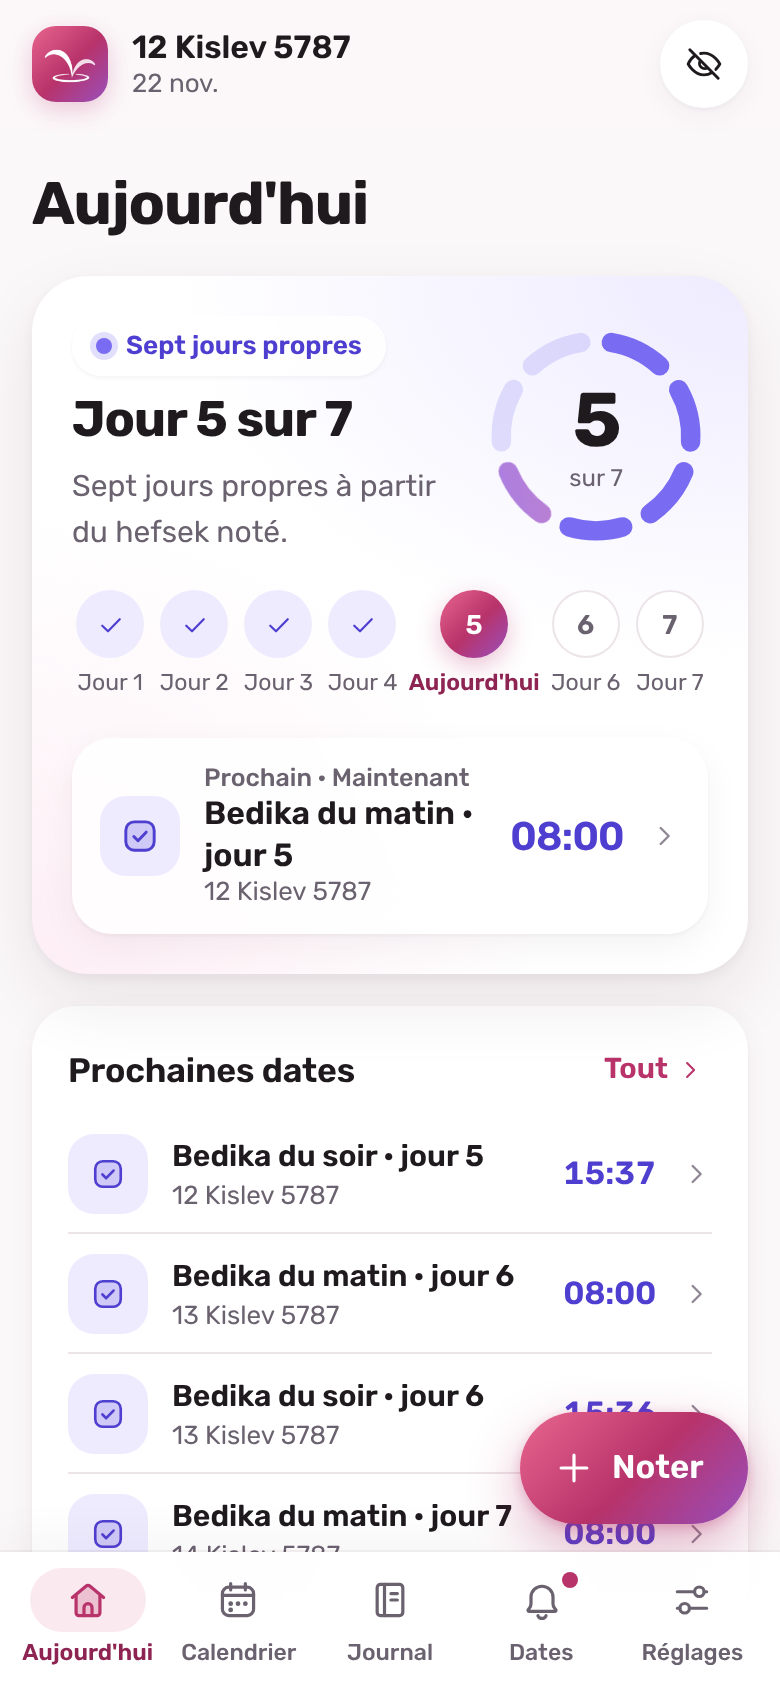 12 Kislev 5787
22 nov.
Aujourd'hui
Sept jours propres
Jour 5 sur 7
Sept jours propres à partir
du hefsek noté.
5
sur 7
5
6
7
Jour 1
Jour 2
Jour 3
Jour 4
Aujourd'hui
Jour 6
Jour 7
Prochain • Maintenant
Bedika du matin •
jour 5
12 Kislev 5787
08:00
Prochaines dates
Tout
Bedika du soir • jour 5
12 Kislev 5787
15:37
Bedika du matin • jour 6
13 Kislev 5787
08:00
Bedika du soir • jour 6
13 Kislev 5787
15:36
Noter
Bedika du matin • jour 7
14 Kislev 5787
08:00
Aujourd'hui
Calendrier
Journal
Dates
Réglages